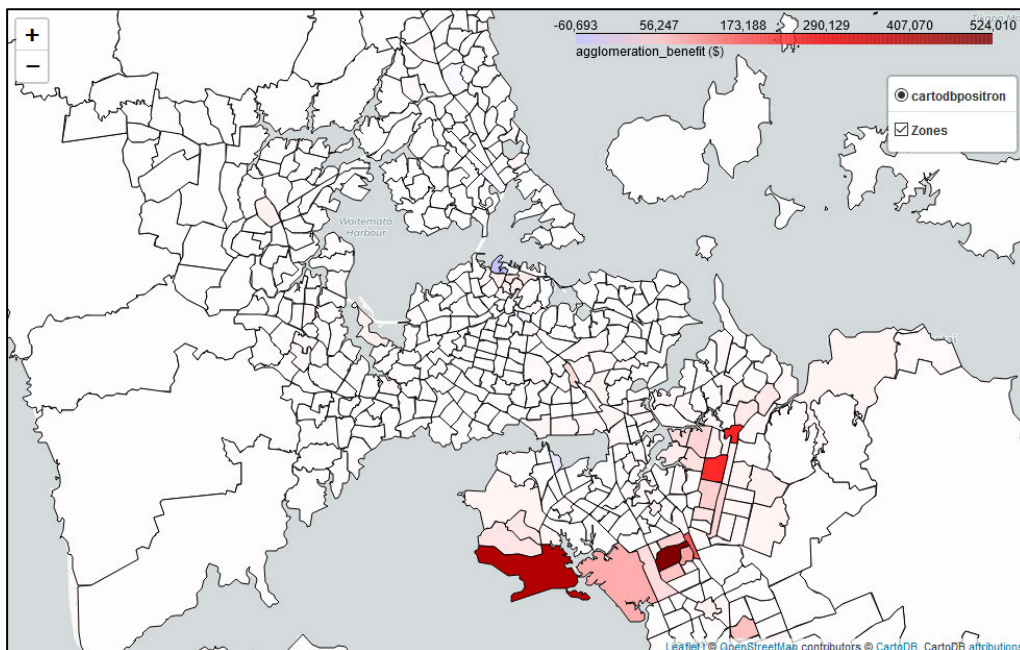 +
−
-60,693 56,247 173,188 290,129 407,070 524,010
agglomeration_benefit ($)
cartodbpositron
Zones
Waitemata
Harbour
Leaflet | © OpenStreetMap contributors © CartoDB, CartoDB attributions